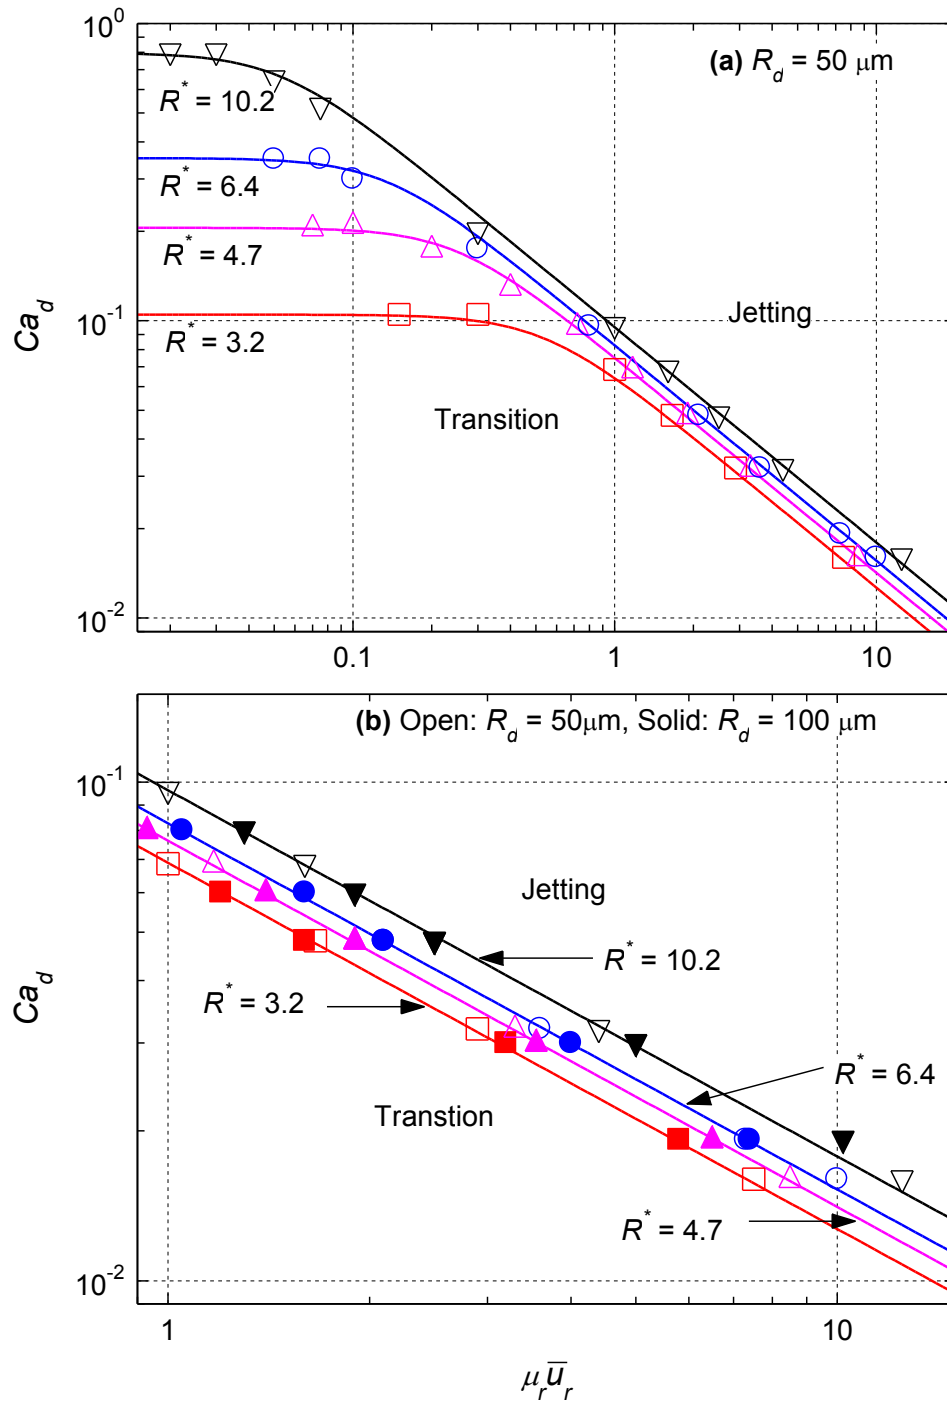 10^0
(a) R_d = 50 μm
R^* = 10.2
R^* = 6.4
R^* = 4.7
Ca_d
Jetting
10^-1
R^* = 3.2
Transition
10^-2
0.1 1 10
(b) Open: R_d = 50μm, Solid: R_d = 100 μm
10^-1
Jetting
R^* = 10.2
Ca_d
R^* = 3.2
R^* = 6.4
Transtion
R^* = 4.7
10^-2
1 10
μ_r ū_r